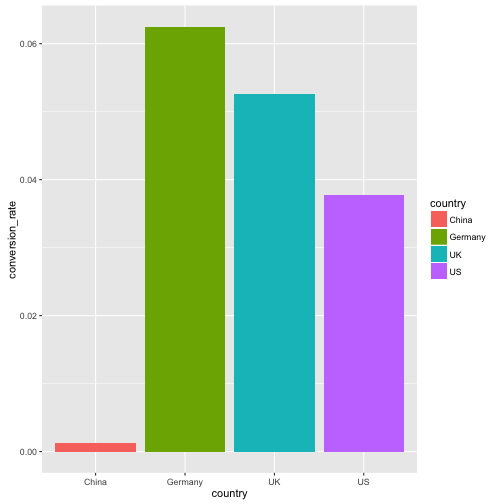 conversion_rate
0.06
0.04
0.02
0.00
China
Germany
UK
US
country
country
China
Germany
UK
US